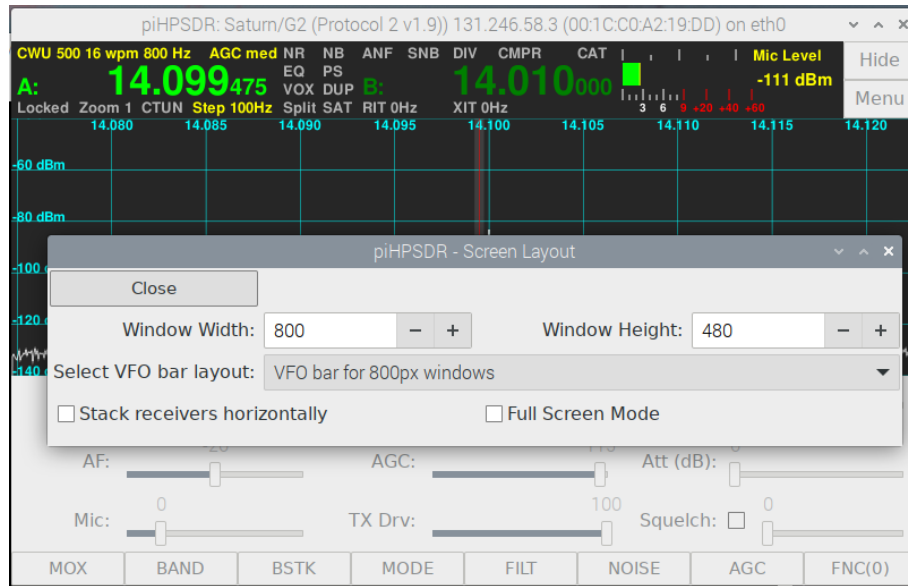 piHPSDR: Saturn/G2 (Protocol 2 v1.9)) 131.246.58.3 (00:1C:C0:A2:19:DD) on eth0
CWU 500 16 wpm 800 Hz AGC med NR NB ANF SNB DIV CMPR CAT Mic Level Hide
EQ PS
A: 14.099475 VOX DUP B: 14.010000 -111 dBm
3 6 9 +20 +40 +60 Menu
Locked Zoom 1 CTUN Step 100Hz Split SAT RIT 0Hz XIT 0Hz
14.080 14.085 14.090 14.095 14.100 14.105 14.110 14.115 14.120
-60 dBm
-80 dBm
piHPSDR - Screen Layout
-100
Close
-120
Window Width: 800 − + Window Height: 480 − +
-140
Select VFO bar layout: VFO bar for 800px windows
Stack receivers horizontally Full Screen Mode
AF: -20 AGC: Att (dB): 0
Mic: 0 TX Drv: 100 Squelch: 0
MOX BAND BSTK MODE FILT NOISE AGC FNC(0)